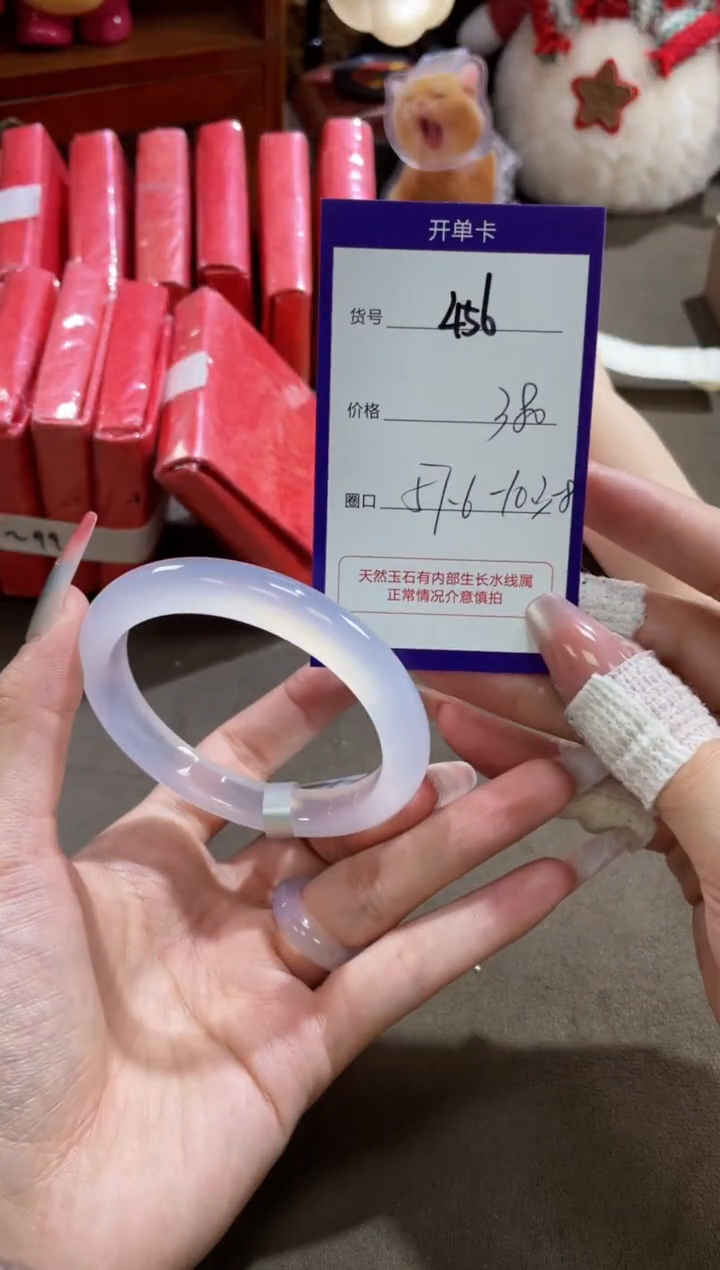 开单卡
货号 456
价格 380
圈口 57.6-10.2-8
天然玉石有内部生长水线属
正常情况介意慎拍